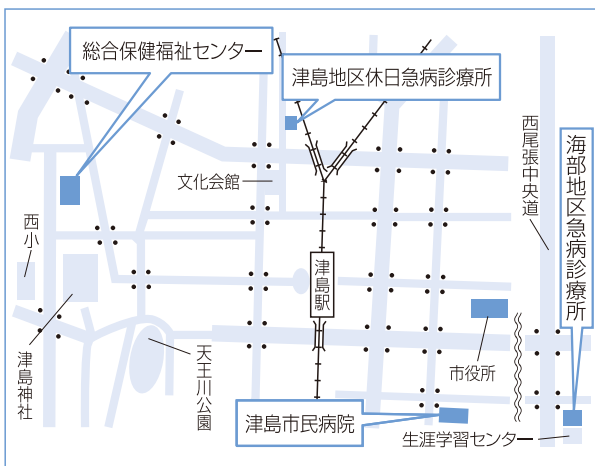 総合保健福祉センター
津島地区休日急病診療所
西尾張中央道
海部地区急病診療所
文化会館
西小
津島駅
市役所
津島神社
天王川公園
津島市民病院
生涯学習センター